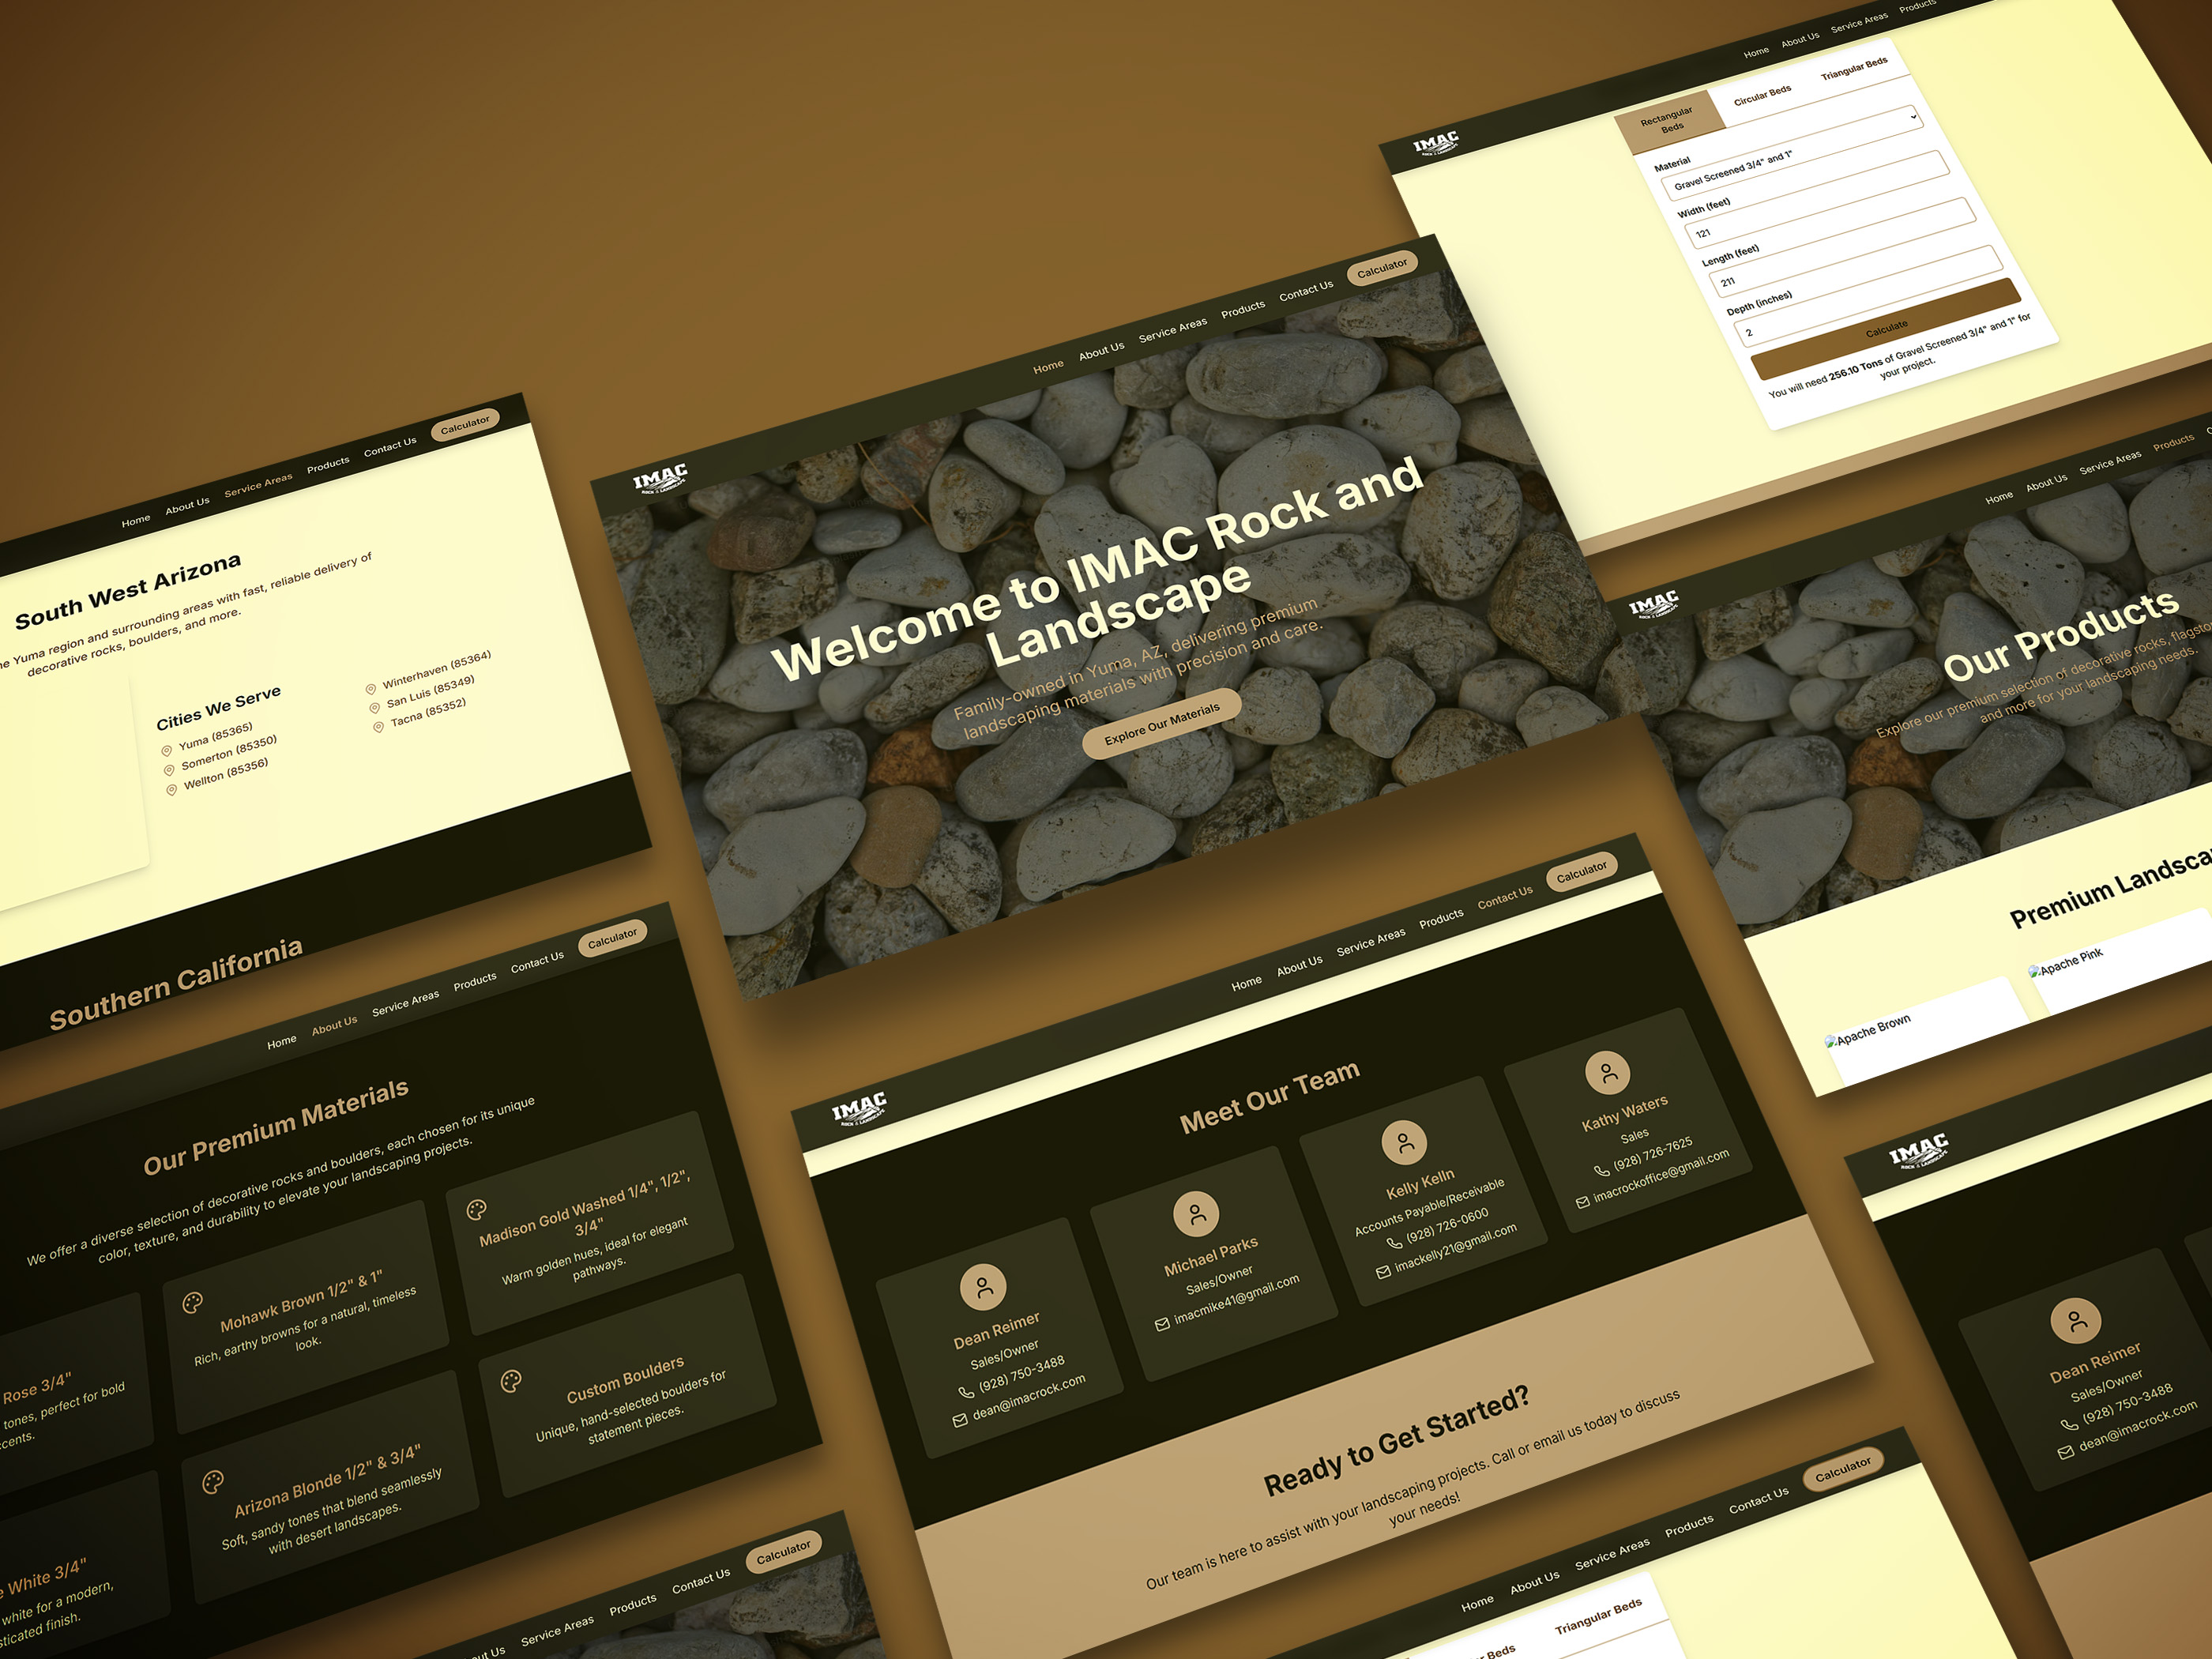 Home About Us Service Areas Products Contact Us Calculator
South West Arizona
Yuma region and surrounding areas with fast, reliable delivery of
decorative rocks, boulders, and more.
Cities We Serve
Yuma (85365)
Somerton (85350)
Wellton (85356)
Winterhaven (85364)
San Luis (85349)
Tacna (85352)
Southern California
Home About Us Service Areas Products Contact Us Calculator
Our Premium Materials
We offer a diverse selection of decorative rocks and boulders, each chosen for its unique
color, texture, and durability to elevate your landscaping projects.
Rose 3/4"
tones, perfect for bold
Mohawk Brown 1/2" & 1"
Rich, earthy browns for a natural, timeless
look.
Madison Gold Washed 1/4", 1/2",
3/4"
Warm golden hues, ideal for elegant
pathways.
White 3/4"
white for a modern,
finish.
Arizona Blonde 1/2" & 3/4"
Soft, sandy tones that blend seamlessly
with desert landscapes.
Custom Boulders
Unique, hand-selected boulders for
statement pieces.
Us Service Areas Products Contact Us Calculator
IMAC
ROCK & LANDSCAPE
Home About Us Service Areas Products Contact Us Calculator
Welcome to IMAC Rock and
Landscape
Family-owned in Yuma, AZ, delivering premium
landscaping materials with precision and care.
Explore Our Materials
IMAC
ROCK & LANDSCAPE
Home About Us Service Areas Products Contact Us Calculator
Meet Our Team
Dean Reimer
Sales/Owner
(928) 750-3488
dean@imacrock.com
Michael Parks
Sales/Owner
imacmike41@gmail.com
Kelly Kelln
Accounts Payable/Receivable
(928) 726-0600
imackelly21@gmail.com
Kathy Waters
Sales
(928) 726-7625
imacrockoffice@gmail.com
Ready to Get Started?
Our team is here to assist with your landscaping projects. Call or email us today to discuss
your needs!
Home About Us Service Areas Products Contact Us Calculator
Beds Triangular Beds
IMAC
ROCK & LANDSCAPE
Home About Us Service Areas Products
Rectangular
Beds
Circular Beds
Triangular Beds
Material
Gravel Screened 3/4" and 1"
Width (feet)
121
Length (feet)
211
Depth (inches)
2
Calculate
You will need 256.10 Tons of Gravel Screened 3/4" and 1" for
your project.
IMAC
ROCK & LANDSCAPE
Home About Us Service Areas Products
Our Products
Explore our premium selection of decorative rocks,
and more for your landscaping needs.
Premium
Apache Brown
Apache Pink
IMAC
ROCK & LANDSCAPE
Dean Reimer
Sales/Owner
(928) 750-3488
dean@imacrock.com